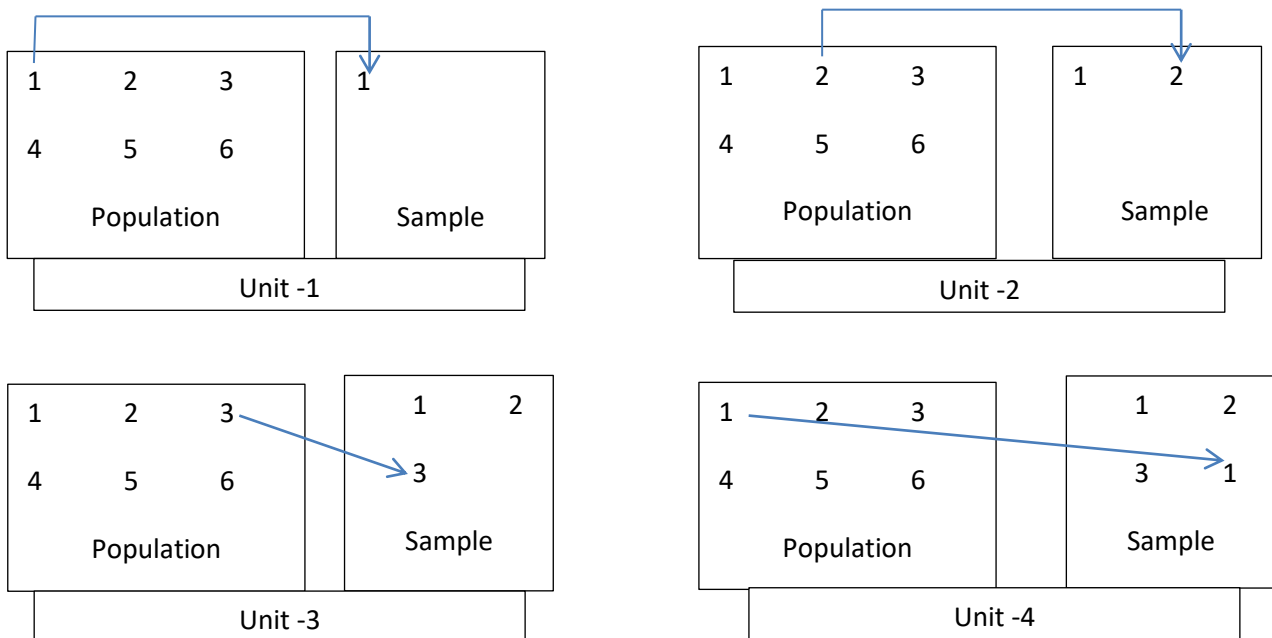 1 2 3 1
4 5 6
Population Sample
Unit -1
1 2 3 1 2
4 5 6
Population Sample
Unit -2
1 2 3 1 2
4 5 6 3
Population Sample
Unit -3
1 2 3 1 2
4 5 6 3 1
Population Sample
Unit -4